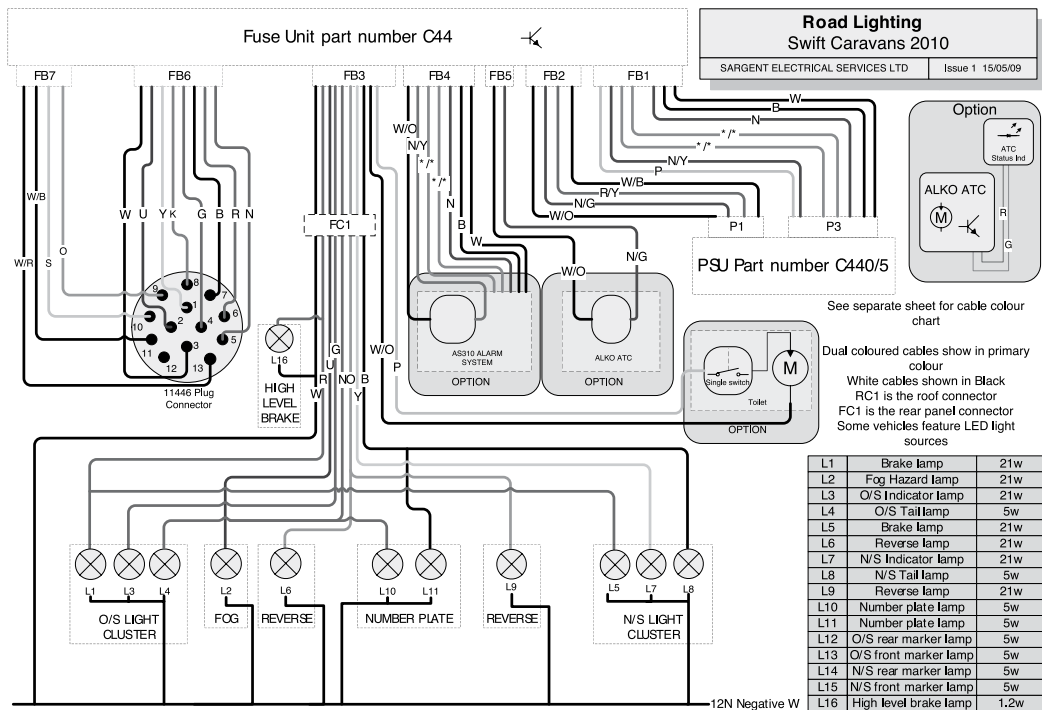 Fuse Unit part number C44
Road Lighting
Swift Caravans 2010
SARGENT ELECTRICAL SERVICES LTD
Issue 1 15/05/09
FB7
FB6
FB3
FB4
FB5
FB2
FB1
W
B
N
* /*
* /*
N/Y
P
W/O
N/Y
* /*
* /*
N
B
W
W/B
R/Y
N/G
W/O
P1
P3
PSU Part number C440/5
Option
ATC
Status Ind
ALKO ATC
M
R
G
W/B
W/R
S
O
W
U
Y
K
G
B
R
N
FC1
8
9
7
1
10
2
4
6
11
3
5
12
13
11446 Plug
Connector
L16
HIGH
LEVEL
BRAKE
G
U
R
W
N
O
B
Y
W/O
P
AS310 ALARM
SYSTEM
OPTION
W/O
N/G
ALKO ATC
OPTION
Single switch
M
Toilet
OPTION
See separate sheet for cable colour
chart
Dual coloured cables show in primary
colour
White cables shown in Black
RC1 is the roof connector
FC1 is the rear panel connector
Some vehicles feature LED light
sources
L1 Brake lamp 21w
L2 Fog Hazard lamp 21w
L3 O/S Indicator lamp 21w
L4 O/S Tail lamp 5w
L5 Brake lamp 21w
L6 Reverse lamp 21w
L7 N/S Indicator lamp 21w
L8 N/S Tail lamp 5w
L9 Reverse lamp 21w
L10 Number plate lamp 5w
L11 Number plate lamp 5w
L12 O/S rear marker lamp 5w
L13 O/S front marker lamp 5w
L14 N/S rear marker lamp 5w
L15 N/S front marker lamp 5w
L16 High level brake lamp 1.2w
L1
L3
L4
O/S LIGHT
CLUSTER
L2
FOG
L6
REVERSE
L10
L11
NUMBER PLATE
L9
REVERSE
L5
L7
L8
N/S LIGHT
CLUSTER
12N Negative W